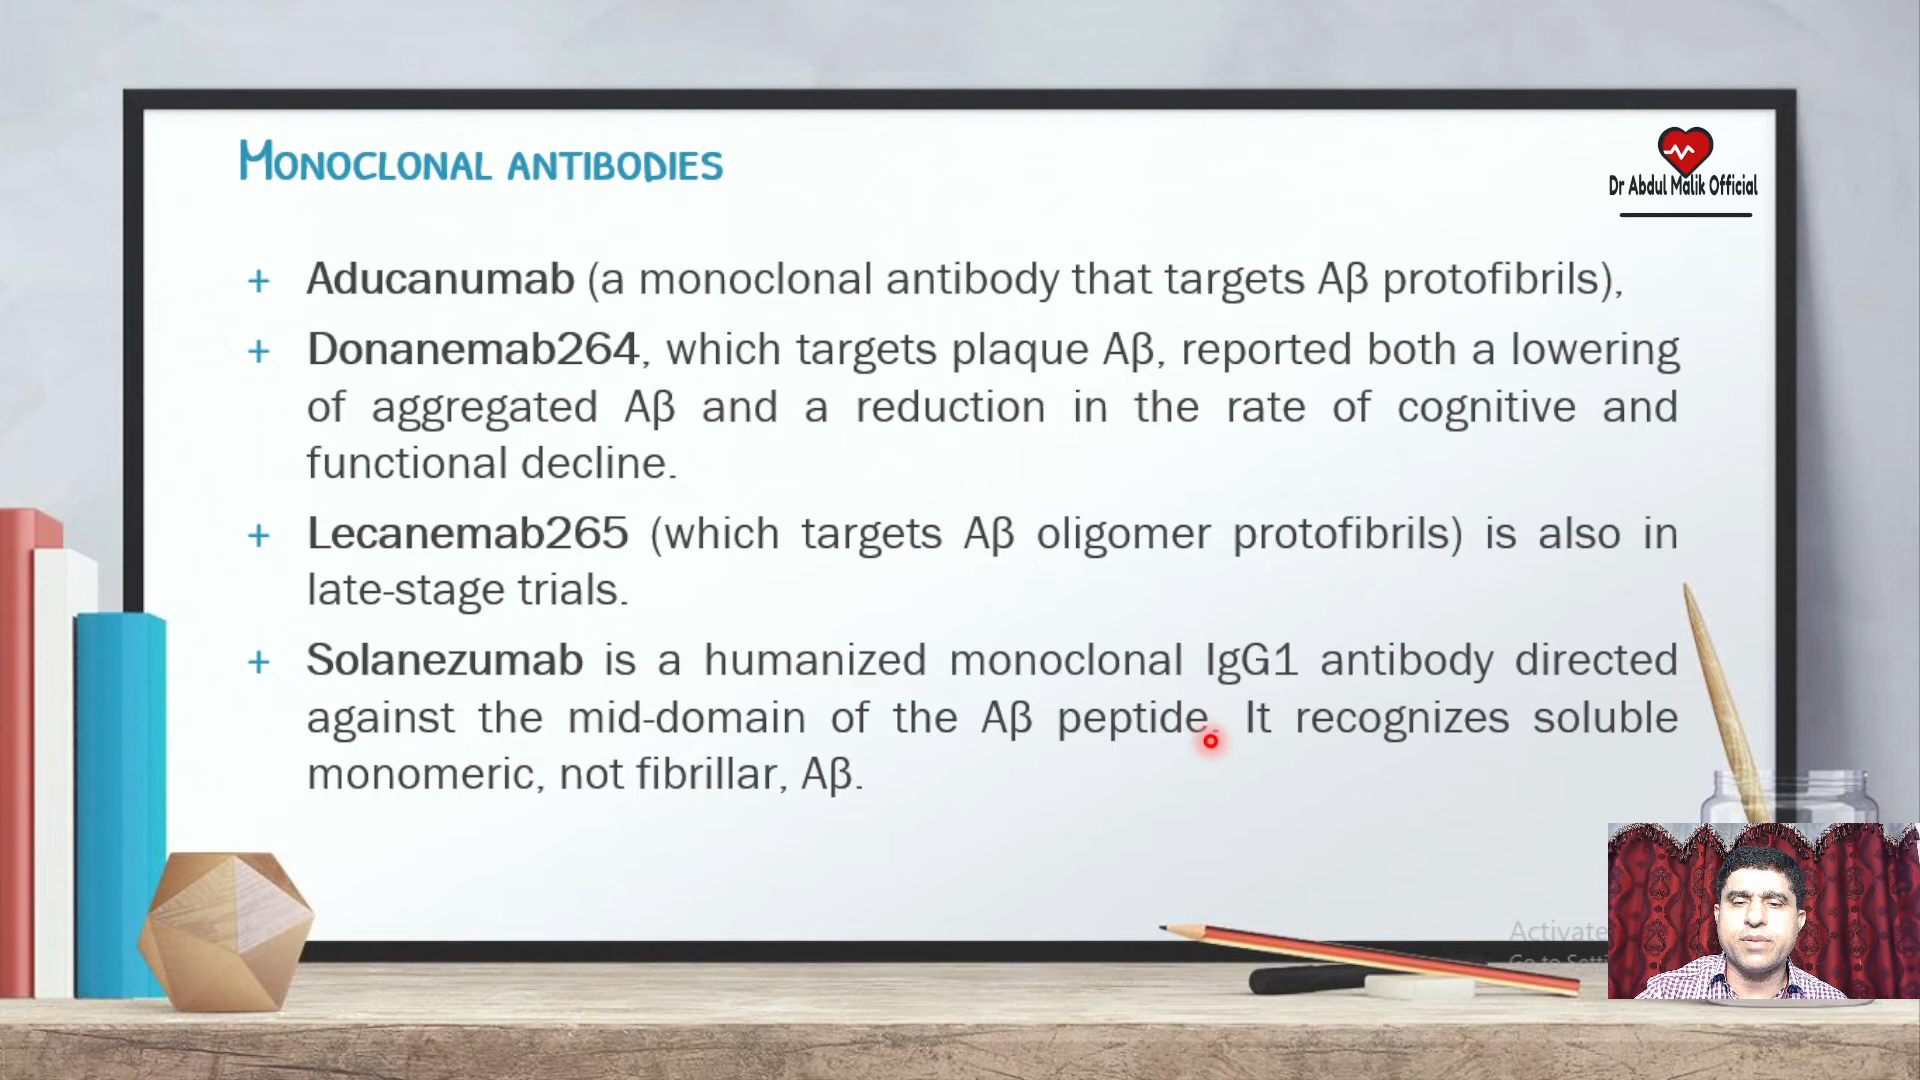 Monoclonal antibodies
Dr Abdul Malik Official
+ Aducanumab (a monoclonal antibody that targets Aβ protofibrils),
+ Donanemab264, which targets plaque Aβ, reported both a lowering
of aggregated Aβ and a reduction in the rate of cognitive and
functional decline.
+ Lecanemab265 (which targets Aβ oligomer protofibrils) is also in
late-stage trials.
+ Solanezumab is a humanized monoclonal IgG1 antibody directed
against the mid-domain of the Aβ peptide. It recognizes soluble
monomeric, not fibrillar, Aβ.
Activate
Go to